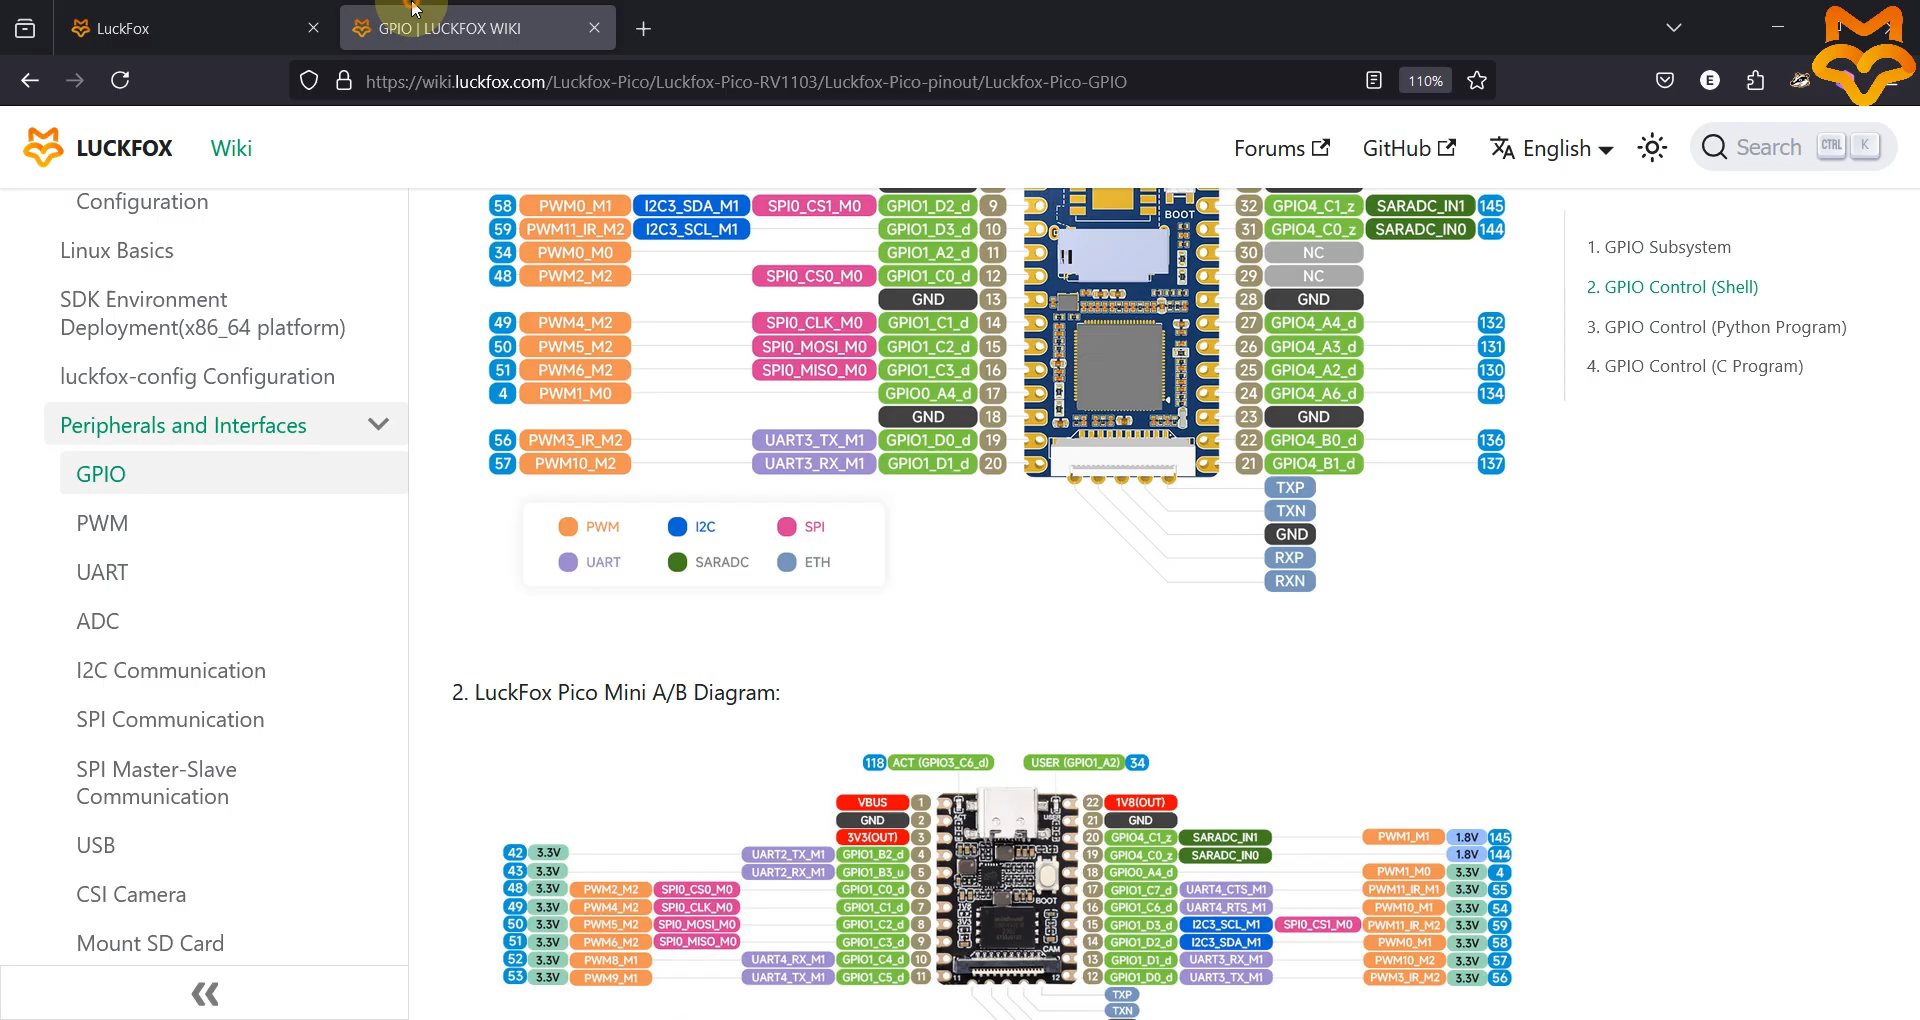 LuckFox
GPIO | LUCKFOX WIKI
https://wiki.luckfox.com/Luckfox-Pico/Luckfox-Pico-RV1103/Luckfox-Pico-pinout/Luckfox-Pico-GPIO
110%
E
LUCKFOX
Wiki
Forums
GitHub
English
Search
CTRL K
Configuration
Linux Basics
SDK Environment
Deployment(x86_64 platform)
luckfox-config Configuration
Peripherals and Interfaces
GPIO
PWM
UART
ADC
I2C Communication
SPI Communication
SPI Master-Slave
Communication
USB
CSI Camera
Mount SD Card
58 PWM0_M1 I2C3_SDA_M1 SPI0_CS1_M0 GPIO1_D2_d 9
59 PWM11_IR_M2 I2C3_SCL_M1 GPIO1_D3_d 10
34 PWM0_M0 GPIO1_A2_d 11
48 PWM2_M2 SPI0_CS0_M0 GPIO1_C0_d 12
GND 13
49 PWM4_M2 SPI0_CLK_M0 GPIO1_C1_d 14
50 PWM5_M2 SPI0_MOSI_M0 GPIO1_C2_d 15
51 PWM6_M2 SPI0_MISO_M0 GPIO1_C3_d 16
4 PWM1_M0 GPIO0_A4_d 17
GND 18
56 PWM3_IR_M2 UART3_TX_M1 GPIO1_D0_d 19
57 PWM10_M2 UART3_RX_M1 GPIO1_D1_d 20
BOOT
32 GPIO4_C1_z SARADC_IN1 145
31 GPIO4_C0_z SARADC_IN0 144
30 NC
29 NC
28 GND
27 GPIO4_A4_d 132
26 GPIO4_A3_d 131
25 GPIO4_A2_d 130
24 GPIO4_A6_d 134
23 GND
22 GPIO4_B0_d 136
21 GPIO4_B1_d 137
TXP
TXN
GND
RXP
RXN
PWM I2C SPI
UART SARADC ETH
2. LuckFox Pico Mini A/B Diagram:
118 ACT (GPIO3_C6_d) USER (GPIO1_A2) 34
VBUS 1
GND 2
3V3(OUT) 3
42 3.3V UART2_TX_M1 GPIO1_B2_d 4
43 3.3V UART2_RX_M1 GPIO1_B3_u 5
48 3.3V PWM2_M2 SPI0_CS0_M0 GPIO1_C0_d 6
49 3.3V PWM4_M2 SPI0_CLK_M0 GPIO1_C1_d 7
50 3.3V PWM5_M2 SPI0_MOSI_M0 GPIO1_C2_d 8
51 3.3V PWM6_M2 SPI0_MISO_M0 GPIO1_C3_d 9
52 3.3V PWM8_M1 UART4_RX_M1 GPIO1_C4_d 10
53 3.3V PWM9_M1 UART4_TX_M1 GPIO1_C5_d 11
ACT
USER
BOOT
CAM
11 12
22 1V8(OUT)
21 GND
20 GPIO4_C1_z SARADC_IN1 PWM1_M1 1.8V 145
19 GPIO4_C0_z SARADC_IN0 1.8V 144
18 GPIO0_A4_d PWM1_M0 3.3V 4
17 GPIO1_C7_d UART4_CTS_M1 PWM11_IR_M1 3.3V 55
16 GPIO1_C6_d UART4_RTS_M1 PWM10_M1 3.3V 54
15 GPIO1_D3_d I2C3_SCL_M1 SPI0_CS1_M0 PWM11_IR_M2 3.3V 59
14 GPIO1_D2_d I2C3_SDA_M1 PWM0_M1 3.3V 58
13 GPIO1_D1_d UART3_RX_M1 PWM10_M2 3.3V 57
12 GPIO1_D0_d UART3_TX_M1 PWM3_IR_M2 3.3V 56
TXP
TXN
1. GPIO Subsystem
2. GPIO Control (Shell)
3. GPIO Control (Python Program)
4. GPIO Control (C Program)